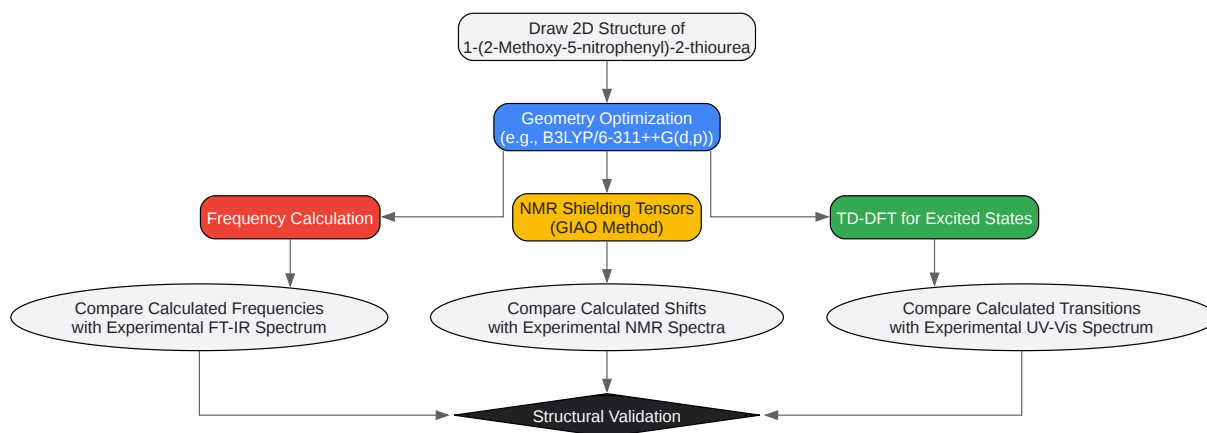 Draw 2D Structure of
1-(2-Methoxy-5-nitrophenyl)-2-thiourea
Geometry Optimization
(e.g., B3LYP/6-311++G(d,p))
Frequency Calculation
NMR Shielding Tensors
(GIAO Method)
TD-DFT for Excited States
Compare Calculated Frequencies
with Experimental FT-IR Spectrum
Compare Calculated Shifts
with Experimental NMR Spectra
Compare Calculated Transitions
with Experimental UV-Vis Spectrum
Structural Validation